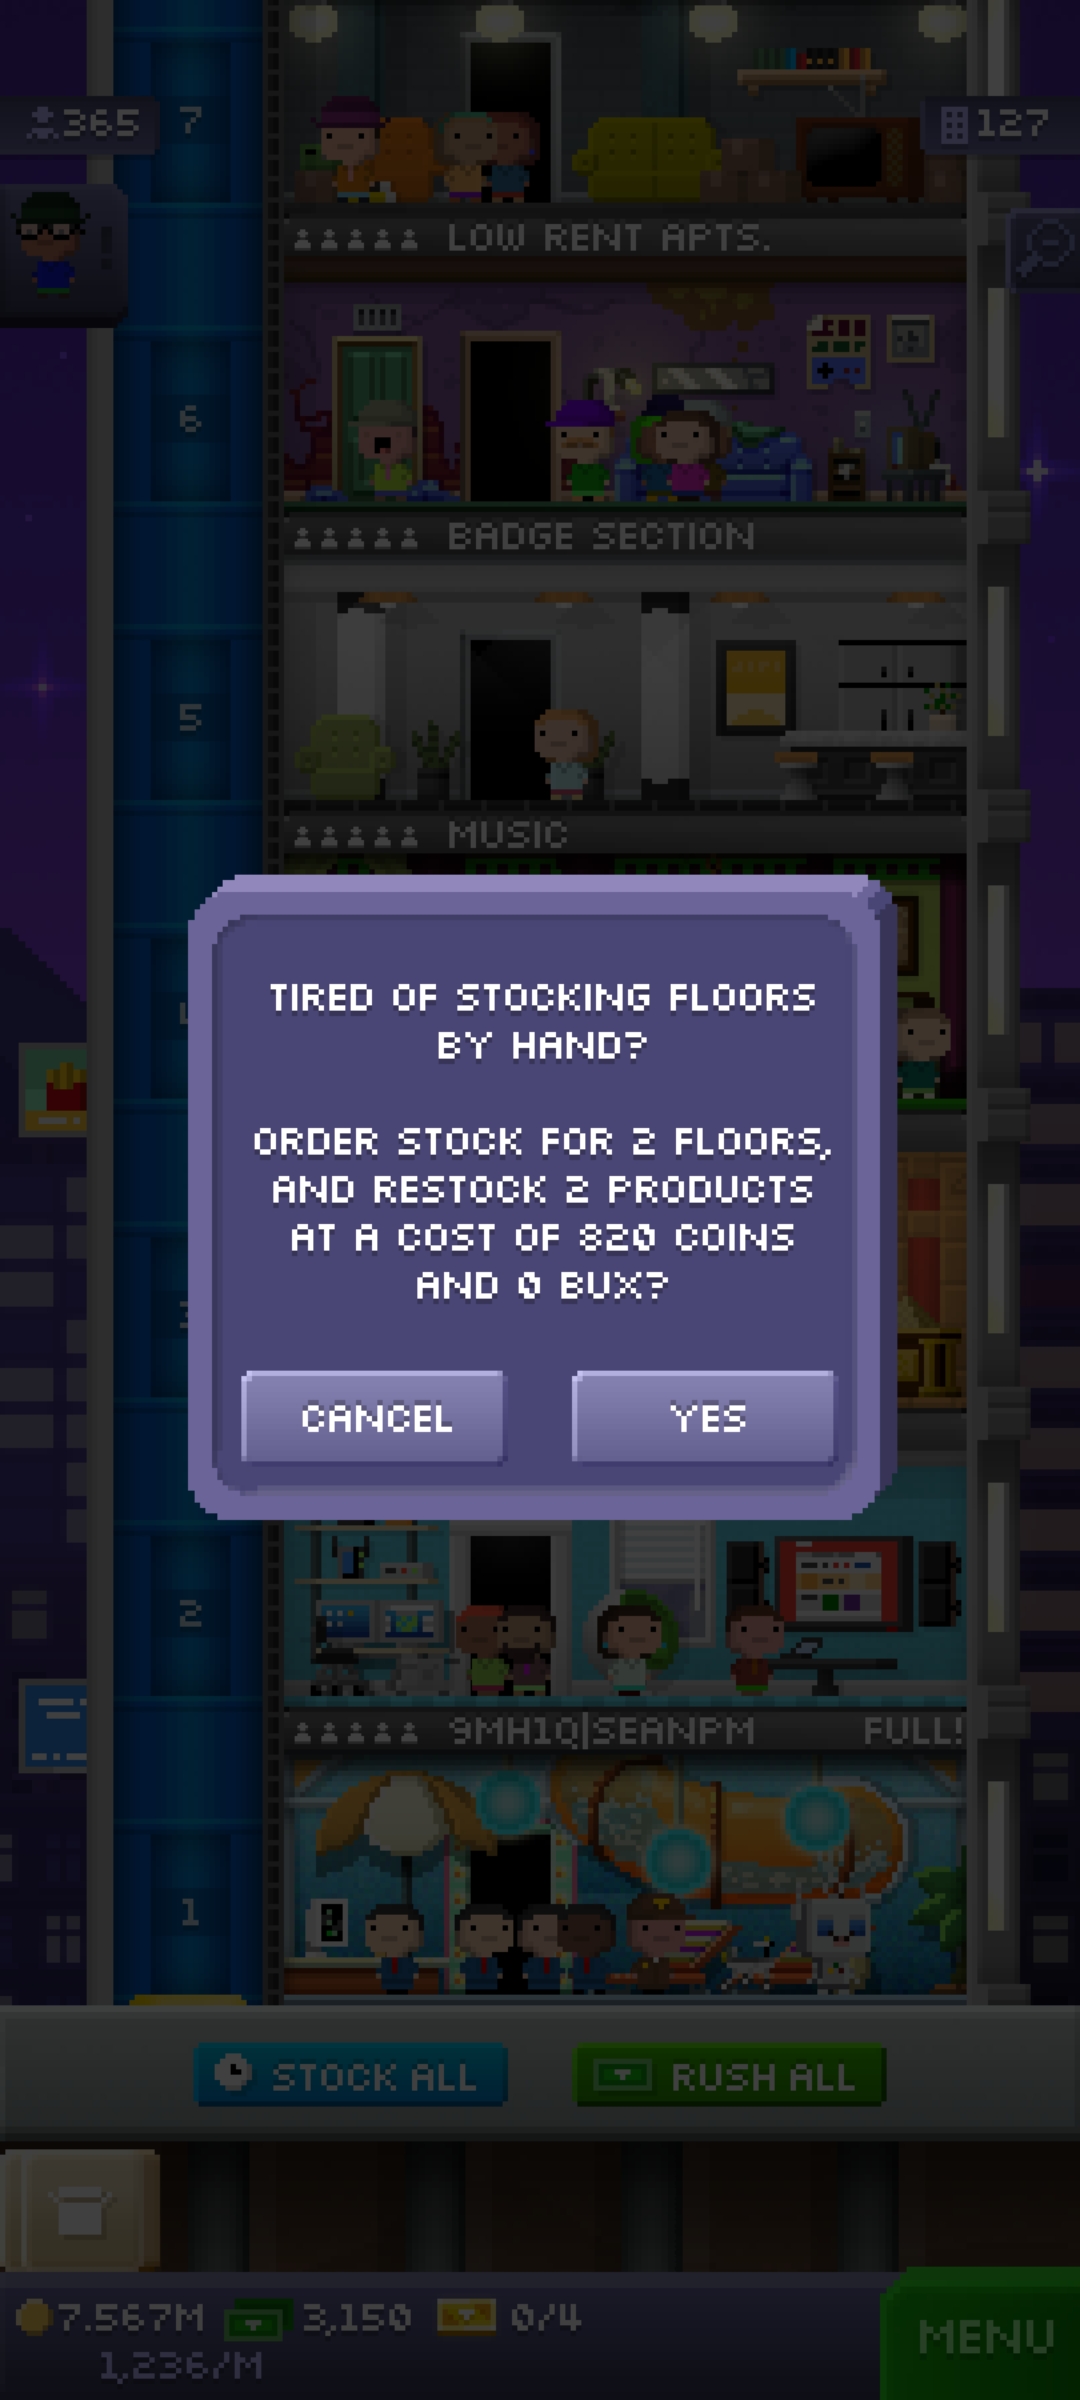 365
7
127
LOW RENT APTS.
6
BADGE SECTION
5
MUSIC
TIRED OF STOCKING FLOORS
BY HAND?
ORDER STOCK FOR 2 FLOORS,
AND RESTOCK 2 PRODUCTS
AT A COST OF 820 COINS
AND 0 BUX?
CANCEL
YES
2
9MH1Q|SEANPM
FULL!
1
STOCK ALL
RUSH ALL
7.567M
3,150
0/4
1,236/M
MENU